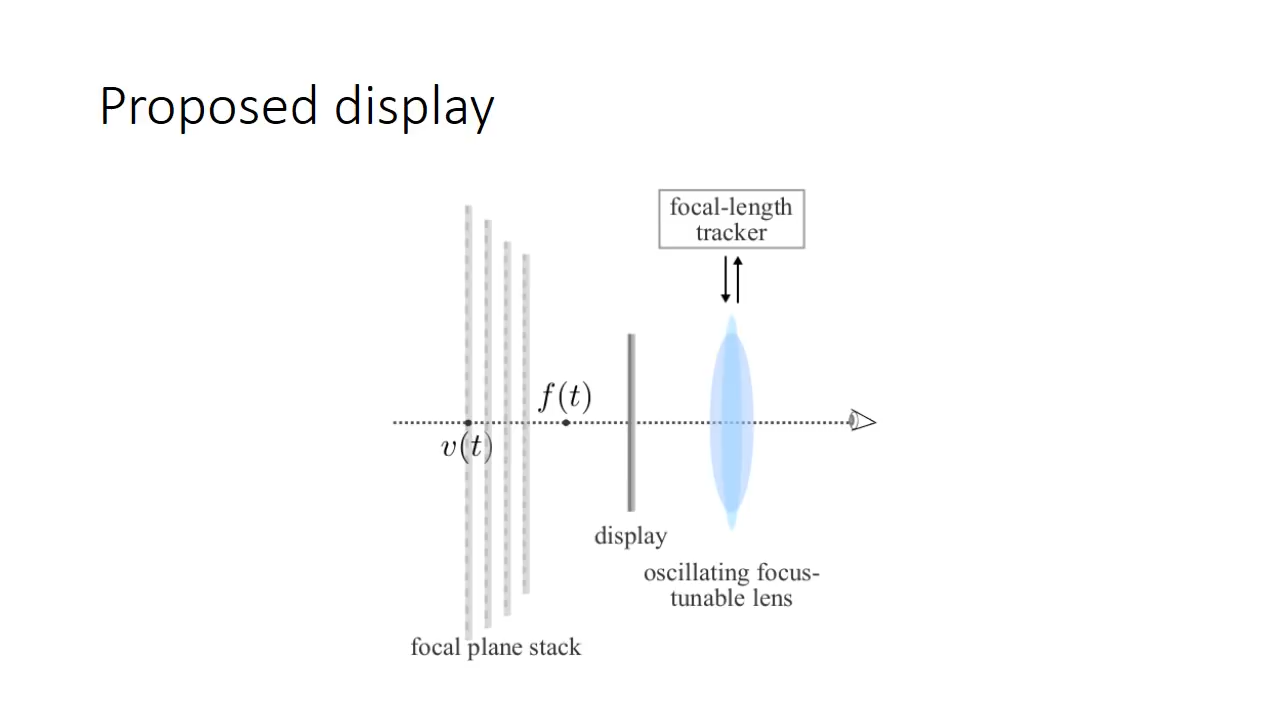 Proposed display
focal-length
tracker
f(t)
v(t)
display
oscillating focus-
tunable lens
focal plane stack